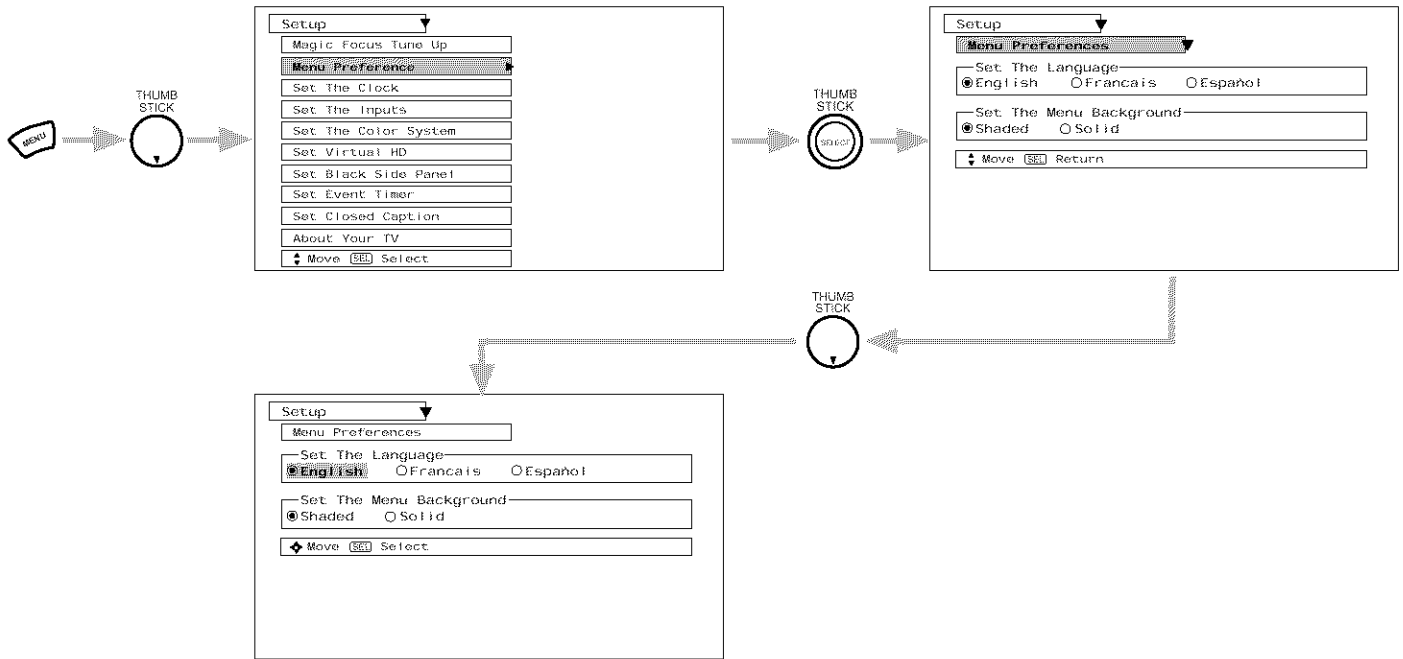 MENU
THUMB
STICK
Setup
Magic Focus Tune Up
Menu Preference
Set The Clock
Set The Inputs
Set The Color System
Set Virtual HD
Set Black Side Panel
Set Event Timer
Set Closed Caption
About Your TV
Move SEL Select
THUMB
STICK
SELECT
Setup
Menu Preferences
Set The Language
English Francais Español
Set The Menu Background
Shaded Solid
Move SEL Return
THUMB
STICK
Setup
Menu Preferences
Set The Language
English Francais Español
Set The Menu Background
Shaded Solid
Move SEL Select